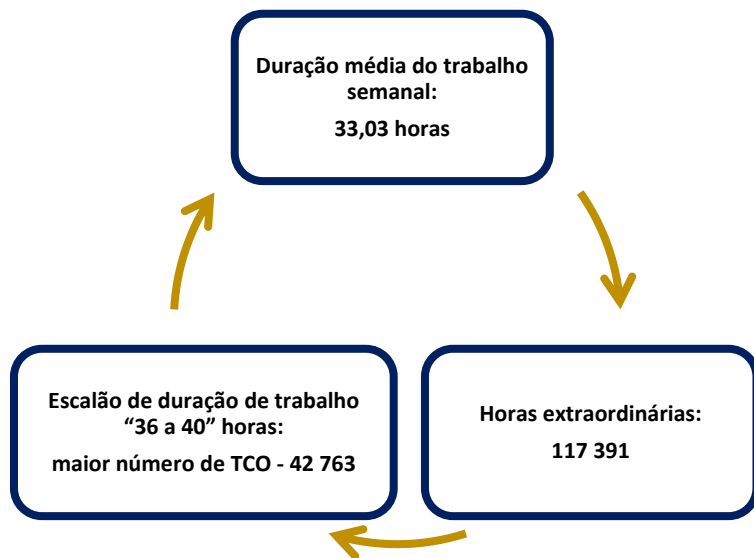 Duração média do trabalho
semanal:
33,03 horas
Escalão de duração de trabalho
“36 a 40” horas:
maior número de TCO - 42 763
Horas extraordinárias:
117 391